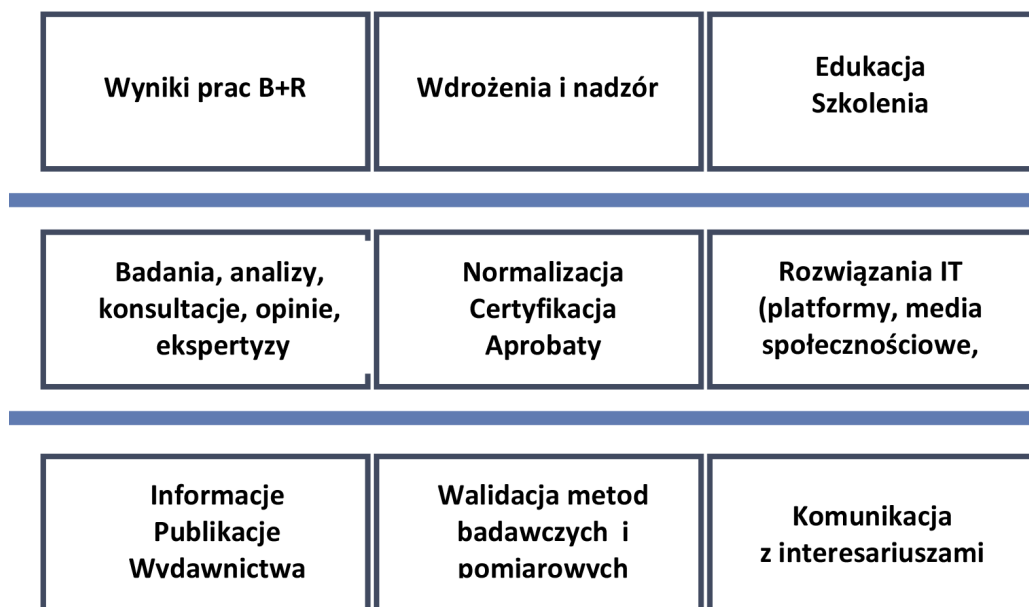 Wyniki prac B+R
Wdrożenia i nadzór
Edukacja
Szkolenia
Badania, analizy,
konsultacje, opinie,
ekspertyzy
Normalizacja
Certyfikacja
Aprobaty
Rozwiązania IT
(platformy, media
społecznościowe,
Informacje
Publikacje
Wydawnictwa
Walidacja metod
badawczych i
pomiarowych
Komunikacja
z interesariuszami